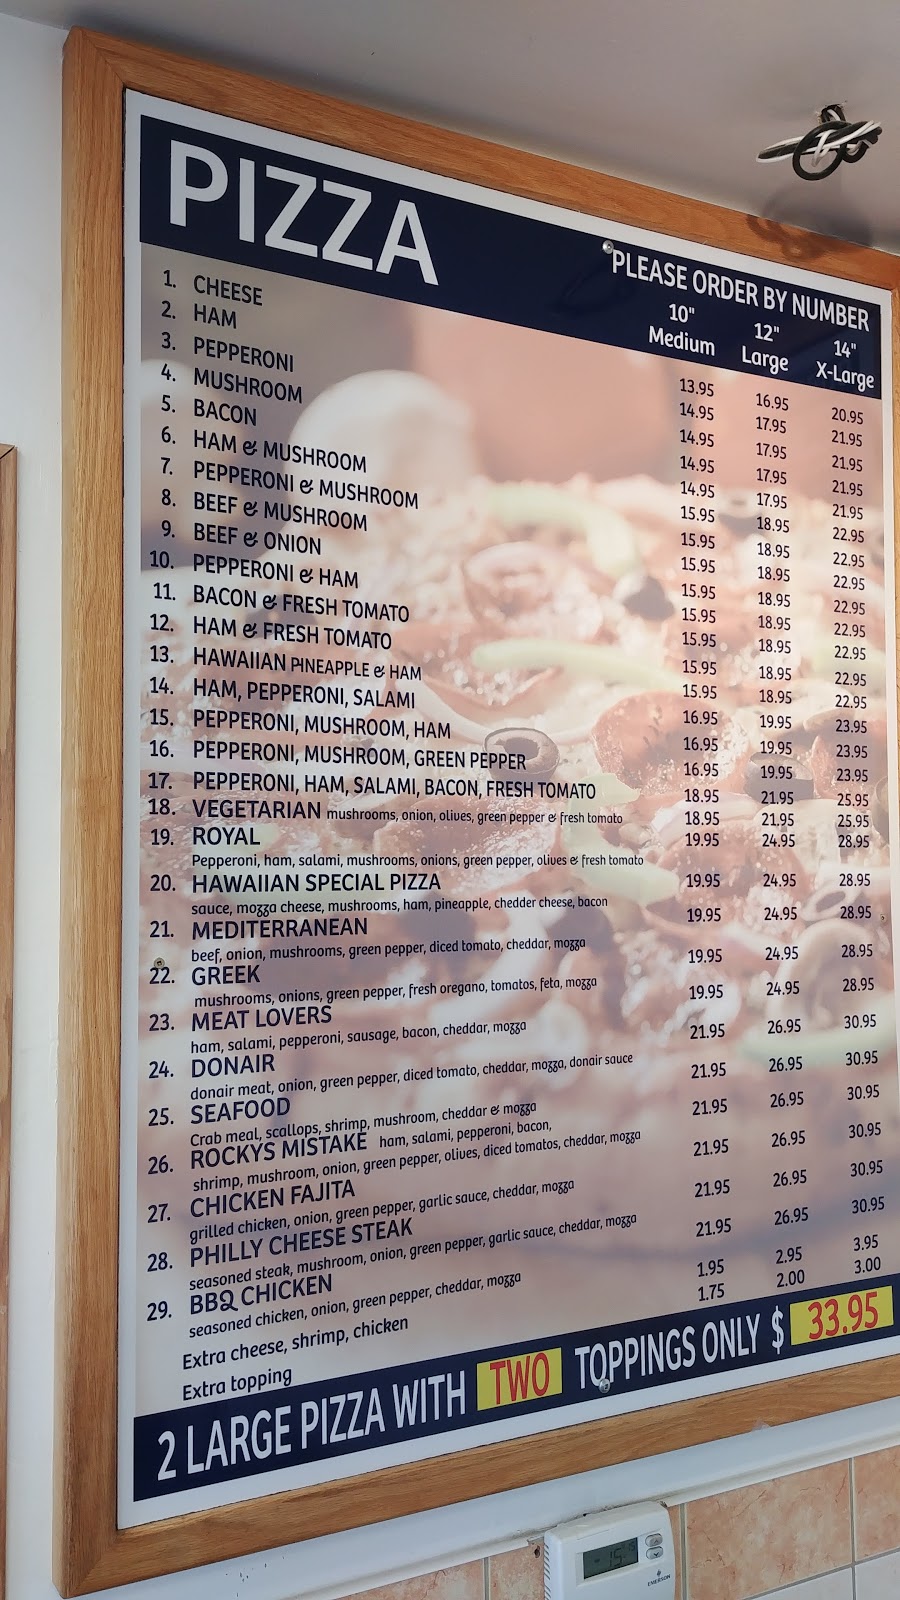 PIZZA
PLEASE ORDER BY NUMBER
10" 12" 14"
Medium Large X-Large
1. CHEESE 13.95 16.95 20.95
2. HAM 14.95 17.95 21.95
3. PEPPERONI 14.95 17.95 21.95
4. MUSHROOM 14.95 17.95 21.95
5. BACON 14.95 17.95 21.95
6. HAM & MUSHROOM 15.95 18.95 22.95
7. PEPPERONI & MUSHROOM 15.95 18.95 22.95
8. BEEF & MUSHROOM 15.95 18.95 22.95
9. BEEF & ONION 15.95 18.95 22.95
10. PEPPERONI & HAM 15.95 18.95 22.95
11. BACON & FRESH TOMATO 15.95 18.95 22.95
12. HAM & FRESH TOMATO 15.95 18.95 22.95
13. HAWAIIAN PINEAPPLE & HAM 15.95 18.95 22.95
14. HAM, PEPPERONI, SALAMI 16.95 19.95 23.95
15. PEPPERONI, MUSHROOM, HAM 16.95 19.95 23.95
16. PEPPERONI, MUSHROOM, GREEN PEPPER 16.95 19.95 23.95
17. PEPPERONI, HAM, SALAMI, BACON, FRESH TOMATO 18.95 21.95 25.95
18. VEGETARIAN mushrooms, onion, olives, green pepper & fresh tomato 18.95 21.95 25.95
19. ROYAL 19.95 24.95 28.95
Pepperoni, ham, salami, mushrooms, onions, green pepper, olives & fresh tomato
20. HAWAIIAN SPECIAL PIZZA 19.95 24.95 28.95
sauce, mozza cheese, mushrooms, ham, pineapple, chedder cheese, bacon
21. MEDITERRANEAN 19.95 24.95 28.95
beef, onion, mushrooms, green pepper, diced tomato, cheddar, mozza
22. GREEK 19.95 24.95 28.95
mushrooms, onions, green pepper, fresh oregano, tomatos, feta, mozza
23. MEAT LOVERS 19.95 24.95 28.95
ham, salami, pepperoni, sausage, bacon, cheddar, mozza
24. DONAIR 21.95 26.95 30.95
donair meat, onion, green pepper, diced tomato, cheddar, mozza, donair sauce
25. SEAFOOD 21.95 26.95 30.95
Crab meal, scallops, shrimp, mushroom, cheddar & mozza
26. ROCKYS MISTAKE ham, salami, pepperoni, bacon, 21.95 26.95 30.95
shrimp, mushroom, onion, green pepper, olives, diced tomatos, cheddar, mozza
27. CHICKEN FAJITA 21.95 26.95 30.95
grilled chicken, onion, green pepper, garlic sauce, cheddar, mozza
28. PHILLY CHEESE STEAK 21.95 26.95 30.95
seasoned steak, mushroom, onion, green pepper, garlic sauce, cheddar, mozza
29. BBQ CHICKEN 21.95 26.95 30.95
seasoned chicken, onion, green pepper, cheddar, mozza
Extra cheese, shrimp, chicken 1.95 2.95 3.95
Extra topping 1.75 2.00 3.00
2 LARGE PIZZA WITH TWO TOPPINGS ONLY $ 33.95
EMERSON